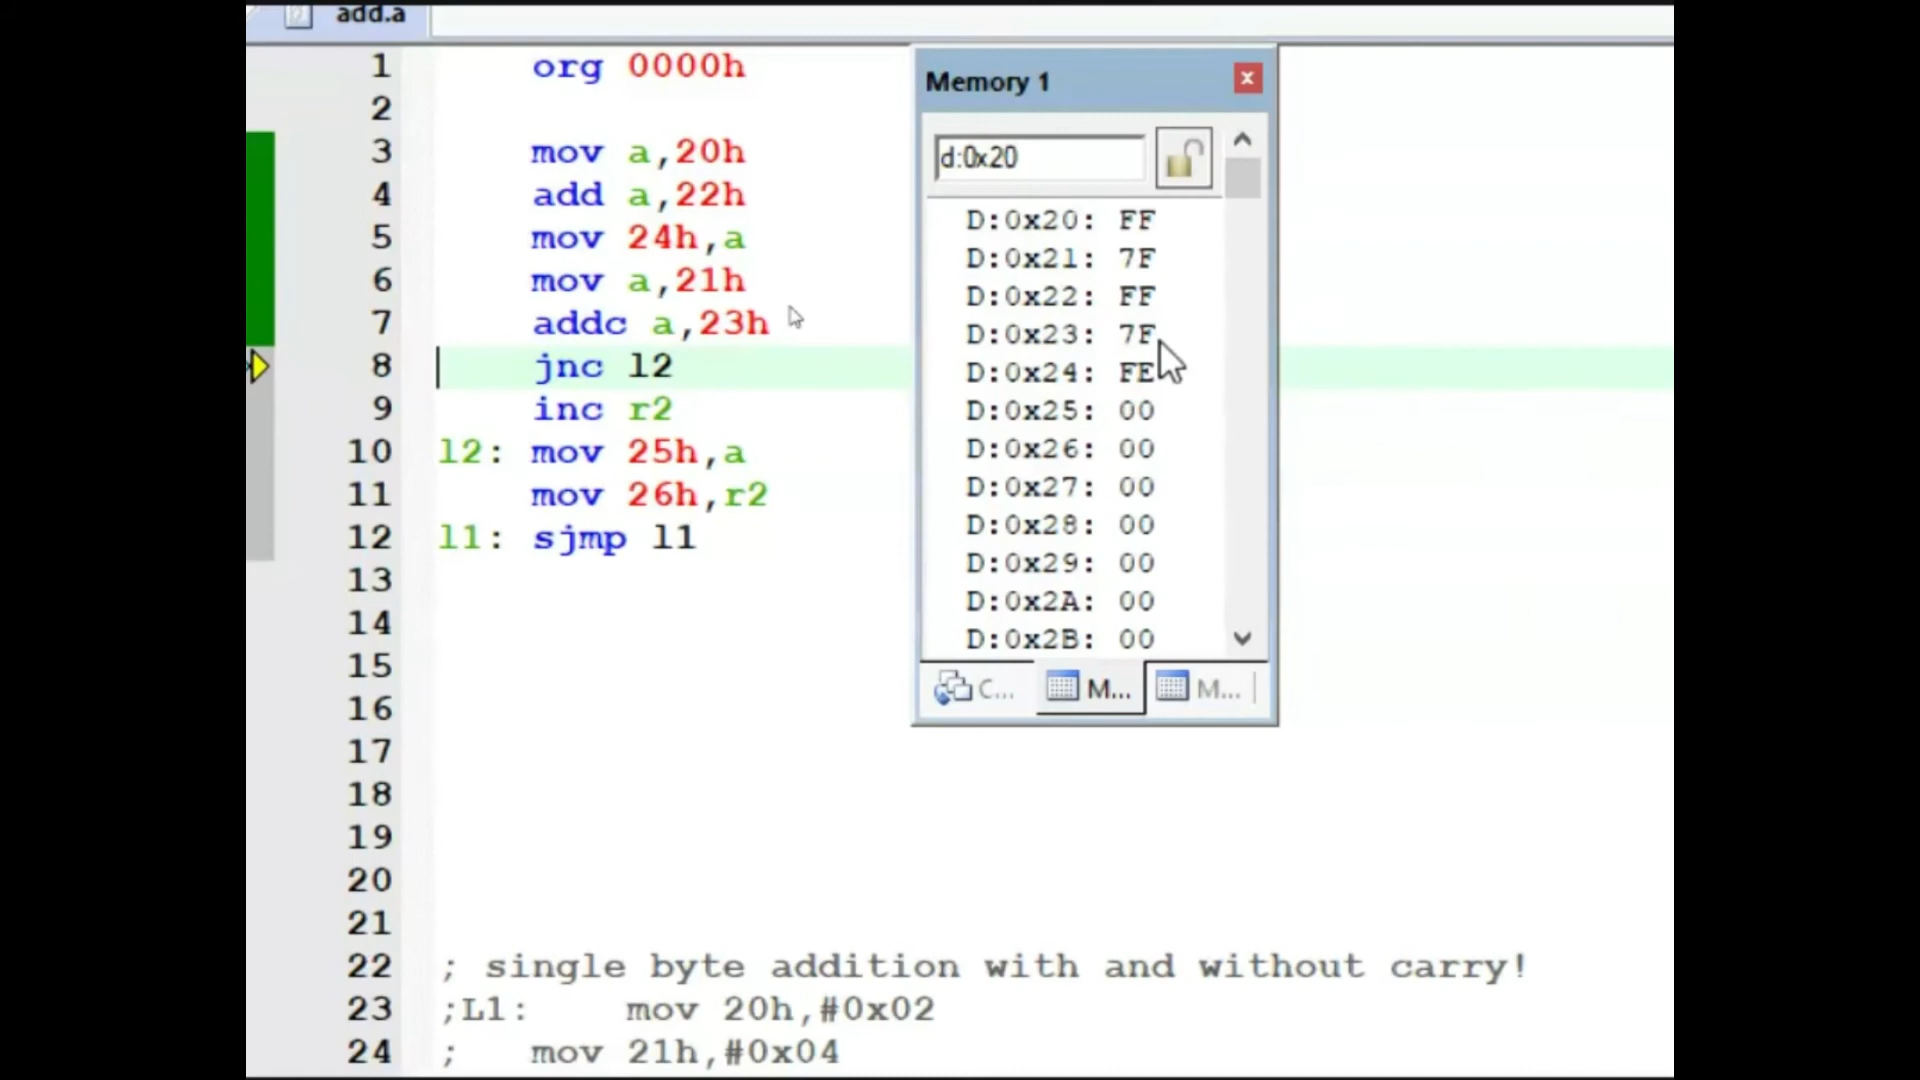 add.a
1 org 0000h
2
3 mov a,20h
4 add a,22h
5 mov 24h,a
6 mov a,21h
7 addc a,23h
8 jnc l2
9 inc r2
10 l2: mov 25h,a
11 mov 26h,r2
12 l1: sjmp l1
13
14
15
16
17
18
19
20
21
22 ; single byte addition with and without carry!
23 ;L1: mov 20h,#0x02
24 ; mov 21h,#0x04
Memory 1
d:0x20
D:0x20: FF
D:0x21: 7F
D:0x22: FF
D:0x23: 7F
D:0x24: FE
D:0x25: 00
D:0x26: 00
D:0x27: 00
D:0x28: 00
D:0x29: 00
D:0x2A: 00
D:0x2B: 00
C... M... M...